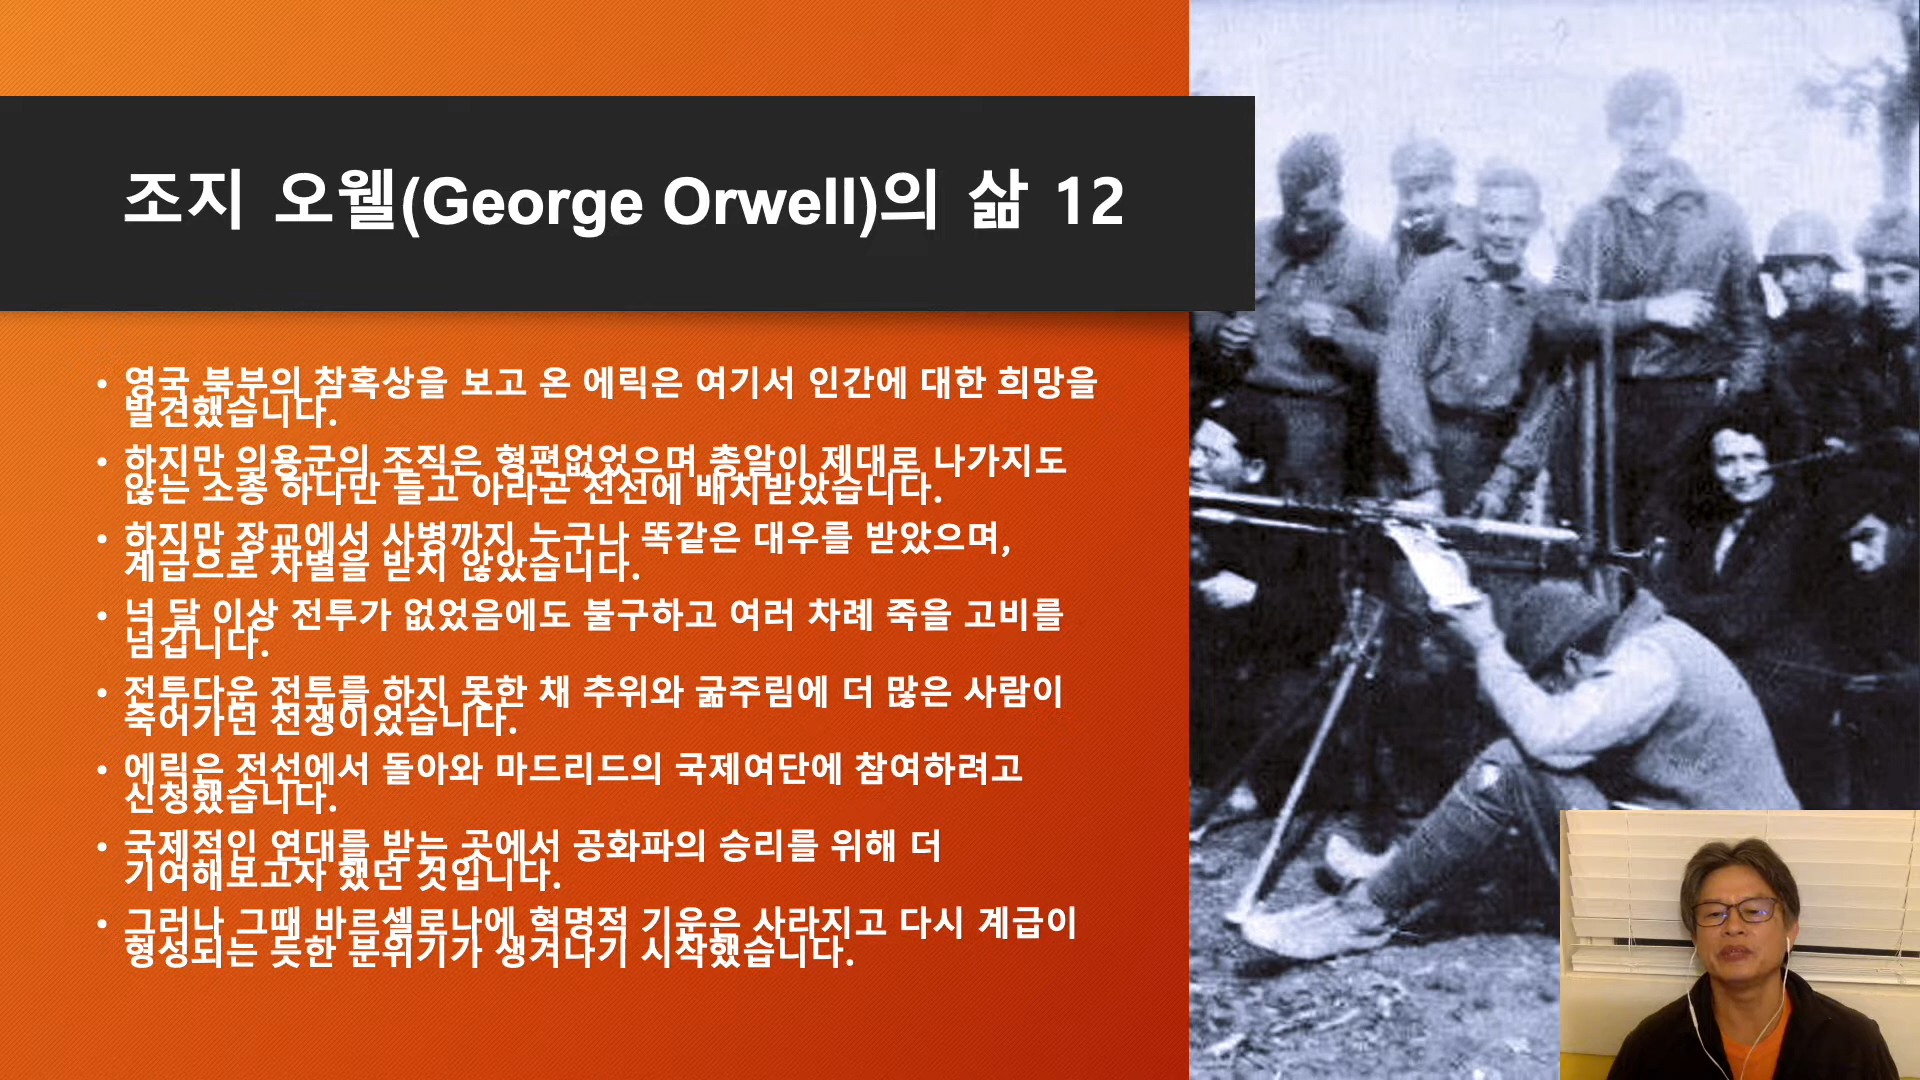 조지 오웰(George Orwell)의 삶 12
• 영국 북부의 참혹상을 보고 온 에릭은 여기서 인간에 대한 희망을
발견했습니다.
• 하지만 의용군의 조직은 형편없었으며 총알이 제대로 나가지도
않는 소총 하나만 들고 아라곤 전선에 배치받았습니다.
• 하지만 장교에서 사병까지 누구나 똑같은 대우를 받았으며,
계급으로 차별을 받지 않았습니다.
• 넉 달 이상 전투가 없었음에도 불구하고 여러 차례 죽을 고비를
넘깁니다.
• 전투다운 전투를 하지 못한 채 추위와 굶주림에 더 많은 사람이
죽어가던 전쟁이었습니다.
• 에릭은 전선에서 돌아와 마드리드의 국제여단에 참여하려고
신청했습니다.
• 국제적인 연대를 받는 곳에서 공화파의 승리를 위해 더
기여해보고자 했던 것입니다.
• 그러나 그때 바르셀로나에 혁명적 기운은 사라지고 다시 계급이
형성되는 듯한 분위기가 생겨나기 시작했습니다.